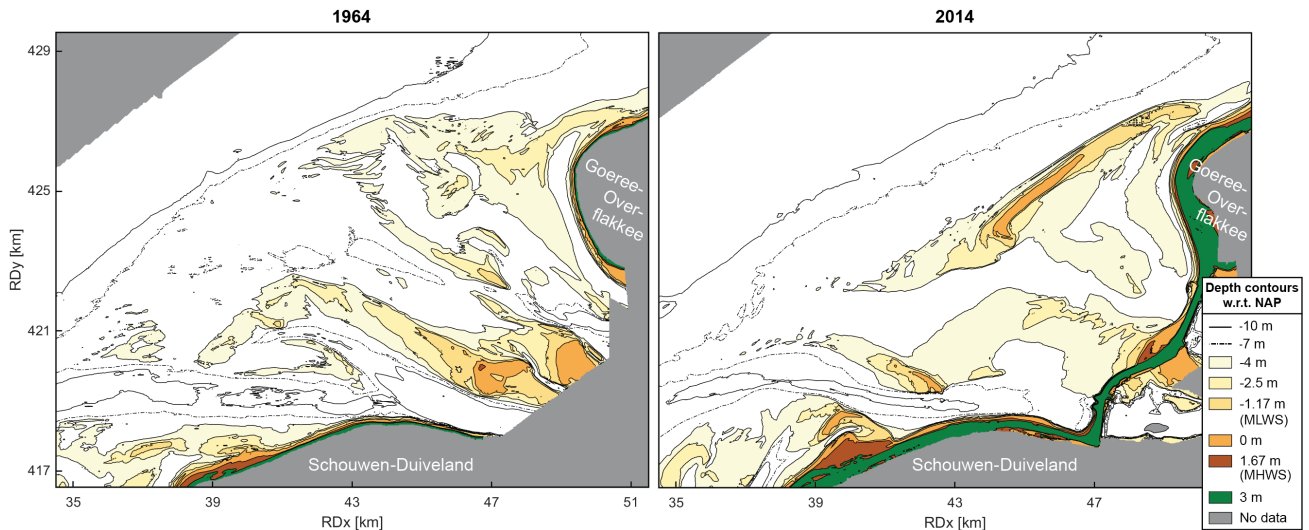 1964
2014
RDy [km]
429
425
421
417
35
39
43
47
51
RDx [km]
Goeree-
Over-
flakkee
Schouwen-Duiveland
35
39
43
47
RDx [km]
Goeree-
Over-
flakkee
Schouwen-Duiveland
Depth contours
w.r.t. NAP
-10 m
-7 m
-4 m
-2.5 m
-1.17 m
(MLWS)
0 m
1.67 m
(MHWS)
3 m
No data